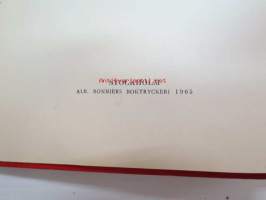 STOCKHOLM
ALB. BONNIERS BOKTRYCKERI 1965